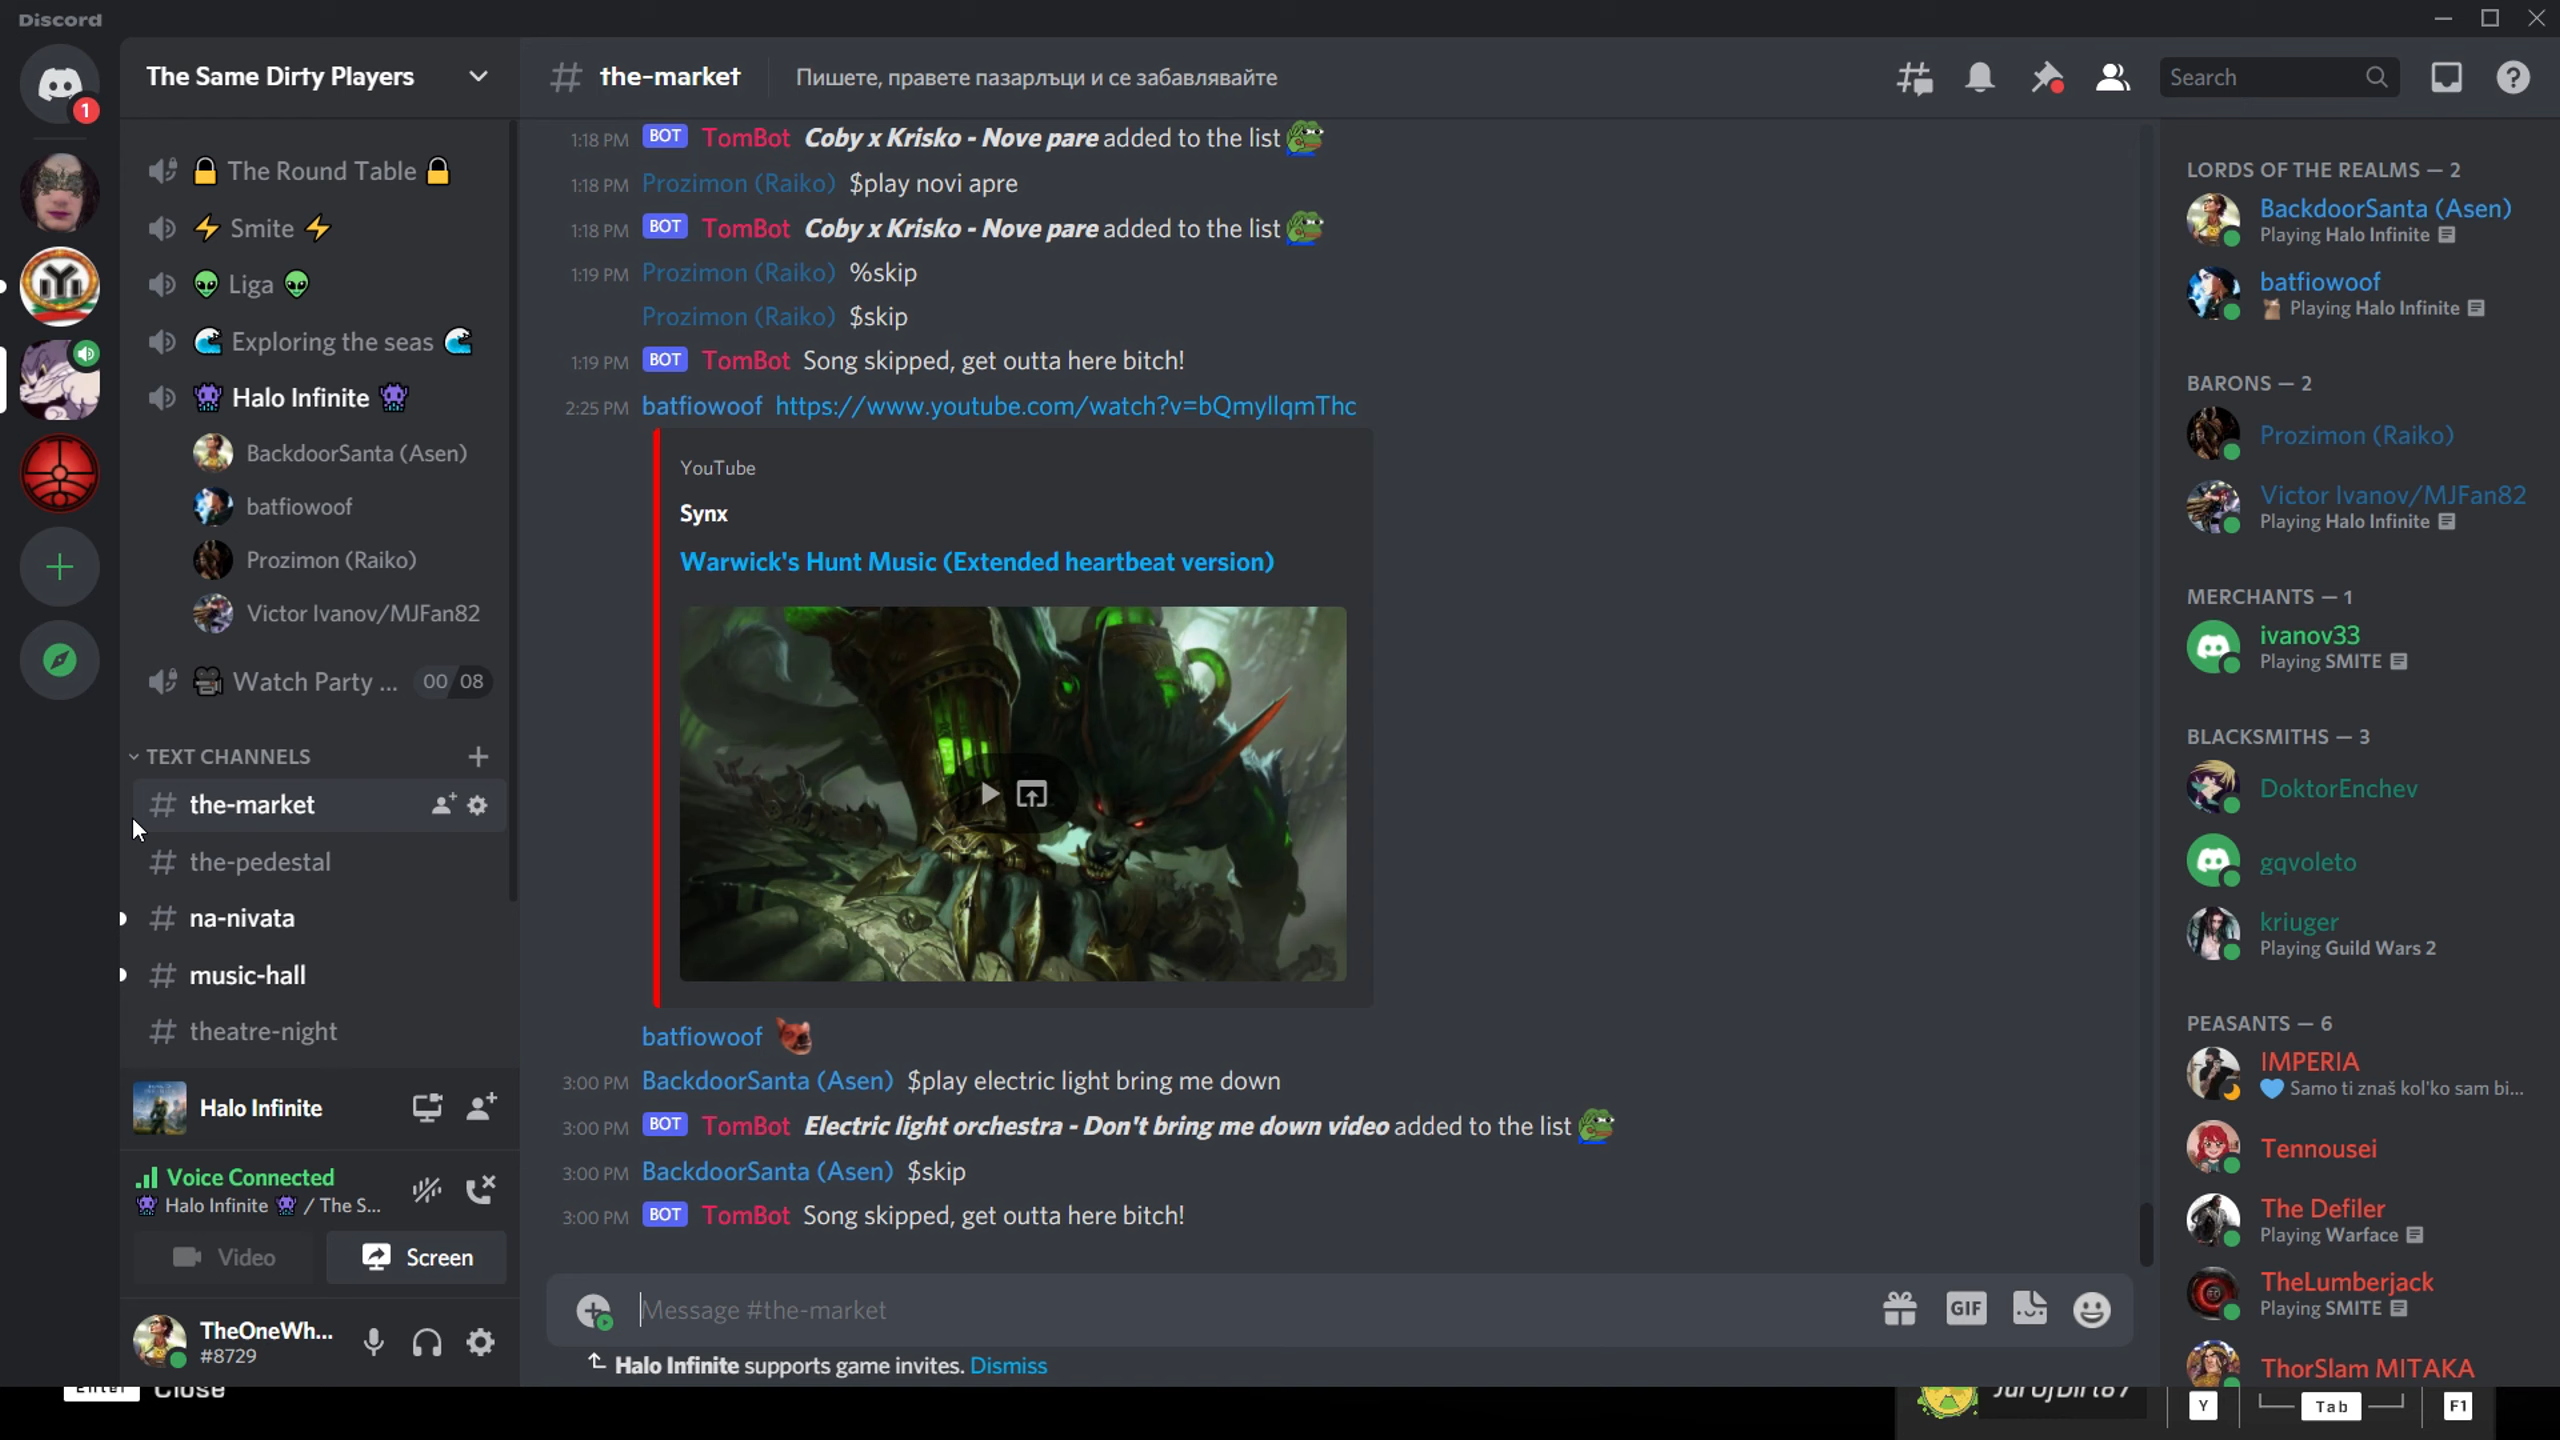 Discord
1
The Same Dirty Players
The Round Table
Smite
Liga
Exploring the seas
Halo Infinite
BackdoorSanta (Asen)
batfiowoof
Prozimon (Raiko)
Victor Ivanov/MJFan82
Watch Party ... 00 08
TEXT CHANNELS
the-market
the-pedestal
na-nivata
music-hall
theatre-night
Halo Infinite
Voice Connected
Halo Infinite / The S...
Video Screen
TheOneWh...
#8729
# the-market Пишете, правете пазарлъци и се забавлявайте
Search
1:18 PM BOT TomBot Coby x Krisko - Nove pare added to the list
1:18 PM Prozimon (Raiko) $play novi apre
1:18 PM BOT TomBot Coby x Krisko - Nove pare added to the list
1:19 PM Prozimon (Raiko) %skip
Prozimon (Raiko) $skip
1:19 PM BOT TomBot Song skipped, get outta here bitch!
2:25 PM batfiowoof https://www.youtube.com/watch?v=bQmyllqmThc
YouTube
Synx
Warwick's Hunt Music (Extended heartbeat version)
batfiowoof
3:00 PM BackdoorSanta (Asen) $play electric light bring me down
3:00 PM BOT TomBot Electric light orchestra - Don't bring me down video added to the list
3:00 PM BackdoorSanta (Asen) $skip
3:00 PM BOT TomBot Song skipped, get outta here bitch!
Message #the-market
GIF
Halo Infinite supports game invites. Dismiss
LORDS OF THE REALMS — 2
BackdoorSanta (Asen)
Playing Halo Infinite
batfiowoof
Playing Halo Infinite
BARONS — 2
Prozimon (Raiko)
Victor Ivanov/MJFan82
Playing Halo Infinite
MERCHANTS — 1
ivanov33
Playing SMITE
BLACKSMITHS — 3
DoktorEnchev
gqvoleto
kriuger
Playing Guild Wars 2
PEASANTS — 6
IMPERIA
Samo ti znaš kol'ko sam bi...
Tennousei
The Defiler
Playing Warface
TheLumberjack
Playing SMITE
ThorSlam MITAKA
Enter Close
Y Tab F1